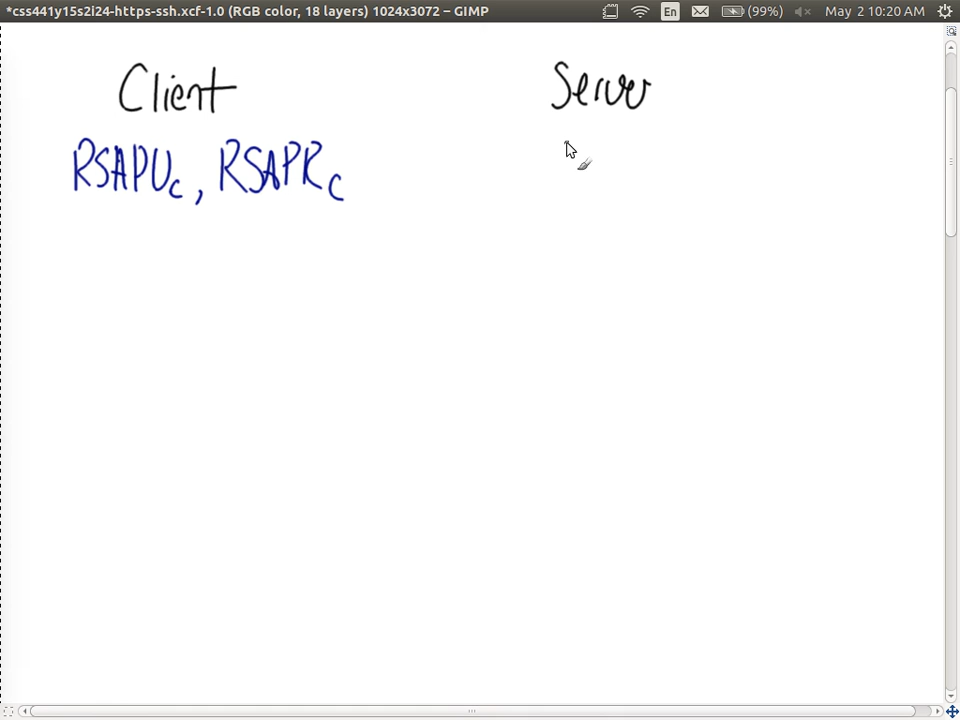 *css441y15s2i24-https-ssh.xcf-1.0 (RGB color, 18 layers) 1024x3072 – GIMP En (99%) May 2 10:20 AM
Client Server
RSAPUc, RSAPRc